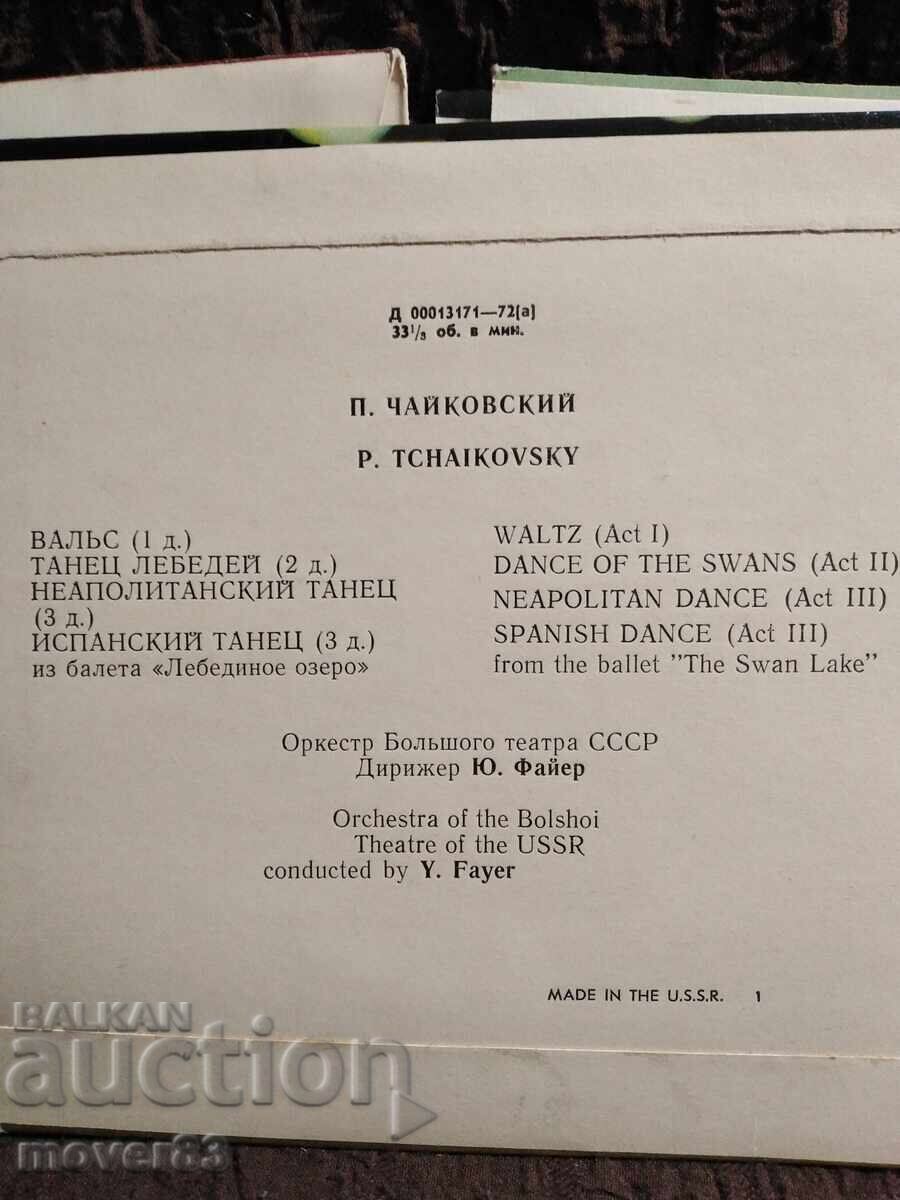 Д 00013171—72(а)
33⅓ об. в мин.
П. ЧАЙКОВСКИЙ
P. TCHAIKOVSKY
ВАЛЬС (1 д.)
ТАНЕЦ ЛЕБЕДЕЙ (2 д.)
НЕАПОЛИТАНСКИЙ ТАНЕЦ
(3 д.)
ИСПАНСКИЙ ТАНЕЦ (3 д.)
из балета «Лебединое озеро»
WALTZ (Act I)
DANCE OF THE SWANS (Act II)
NEAPOLITAN DANCE (Act III)
SPANISH DANCE (Act III)
from the ballet "The Swan Lake"
Оркестр Большого театра СССР
Дирижер Ю. Файер
Orchestra of the Bolshoi
Theatre of the USSR
conducted by Y. Fayer
MADE IN THE U.S.S.R. 1
BALKAN
auction
mover83